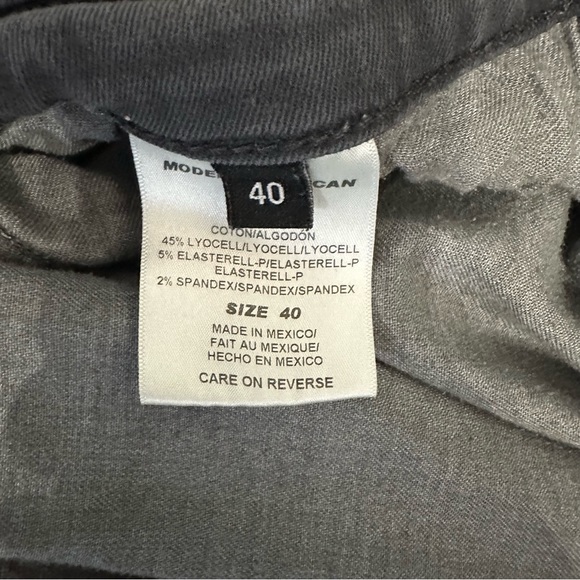 40
CAN
COTON/ALGODÓN
45% LYOCELL/LYOCELL/LYOCELL
5% ELASTERELL-P/ELASTERELL-P
ELASTERELL-P
2% SPANDEX/SPANDEX/SPANDEX
SIZE 40
MADE IN MEXICO/
FAIT AU MEXIQUE/
HECHO EN MEXICO
CARE ON REVERSE